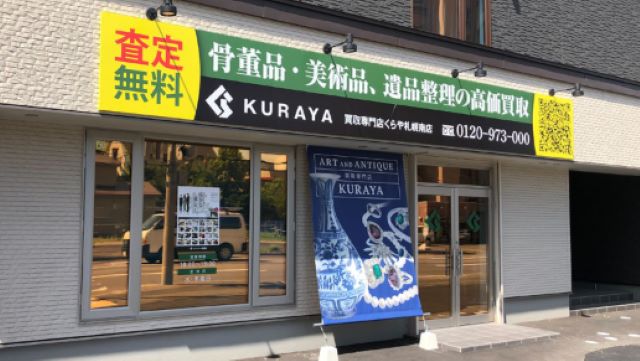 査定
無料
骨董品・美術品、遺品整理の高価買取
KURAYA 買取専門店くらや札幌南店 0120-973-000
ART AND ANTIQUE
買取専門店
KURAYA